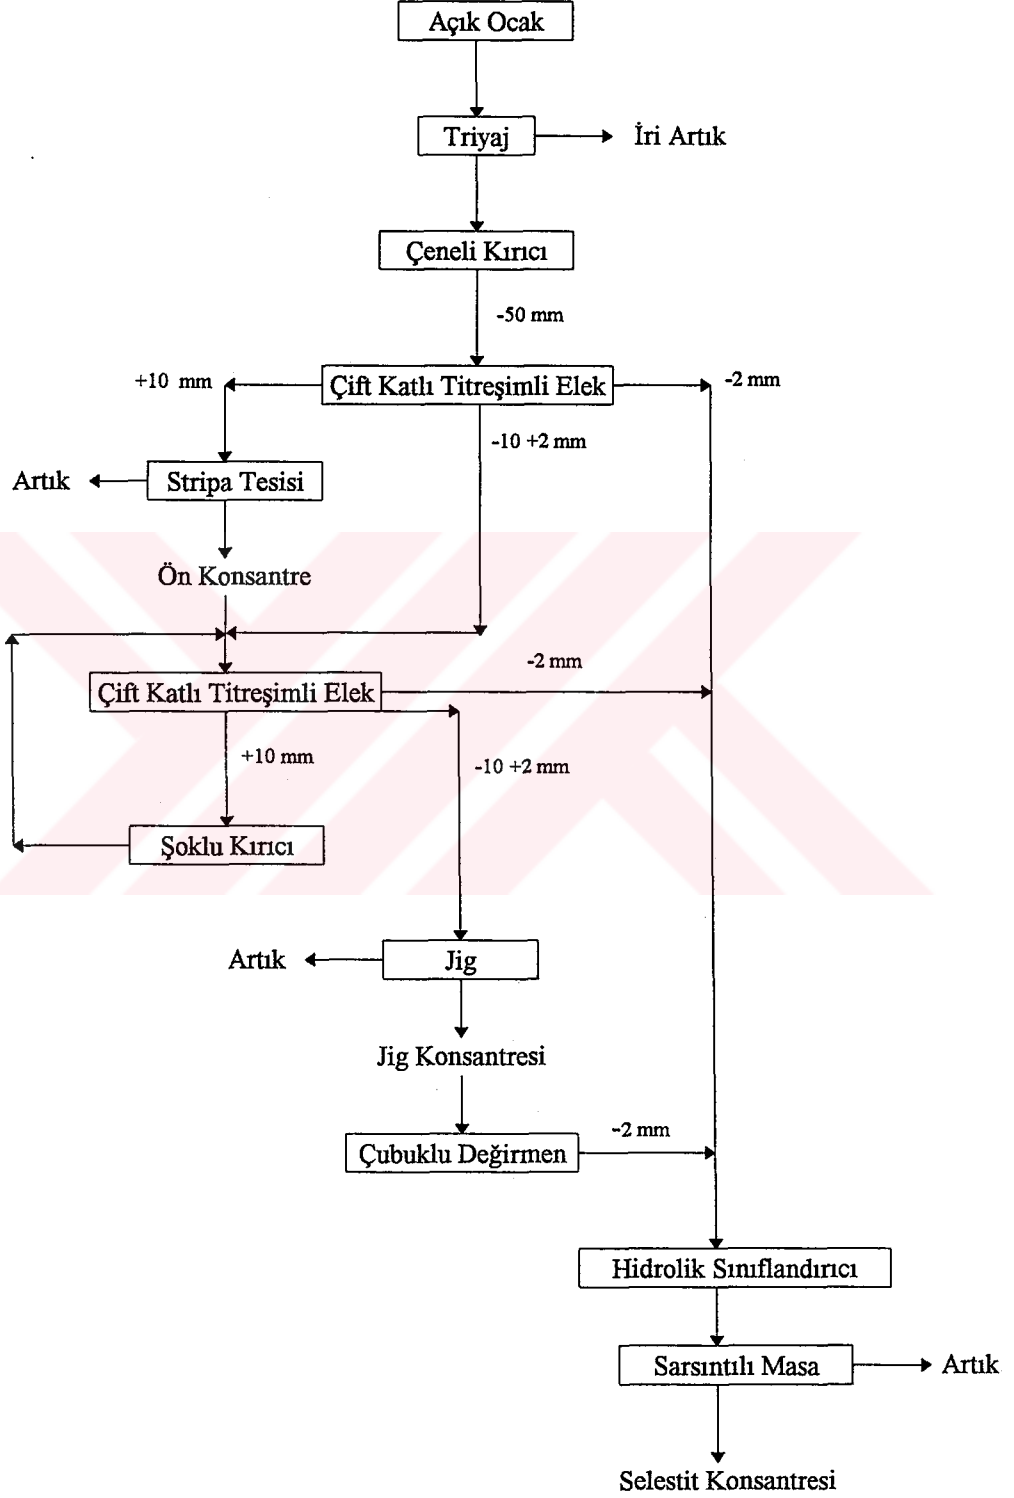 Açık Ocak
Triyaj
İri Artık
Çeneli Kırıcı
-50 mm
+10 mm
Çift Katlı Titreşimli Elek
-2 mm
-10 +2 mm
Artık
Stripa Tesisi
Ön Konsantre
-2 mm
Çift Katlı Titreşimli Elek
+10 mm
-10 +2 mm
Şoklu Kırıcı
Artık
Jig
Jig Konsantresi
-2 mm
Çubuklu Değirmen
Hidrolik Sınıflandırıcı
Sarsıntılı Masa
Artık
Selestit Konsantresi